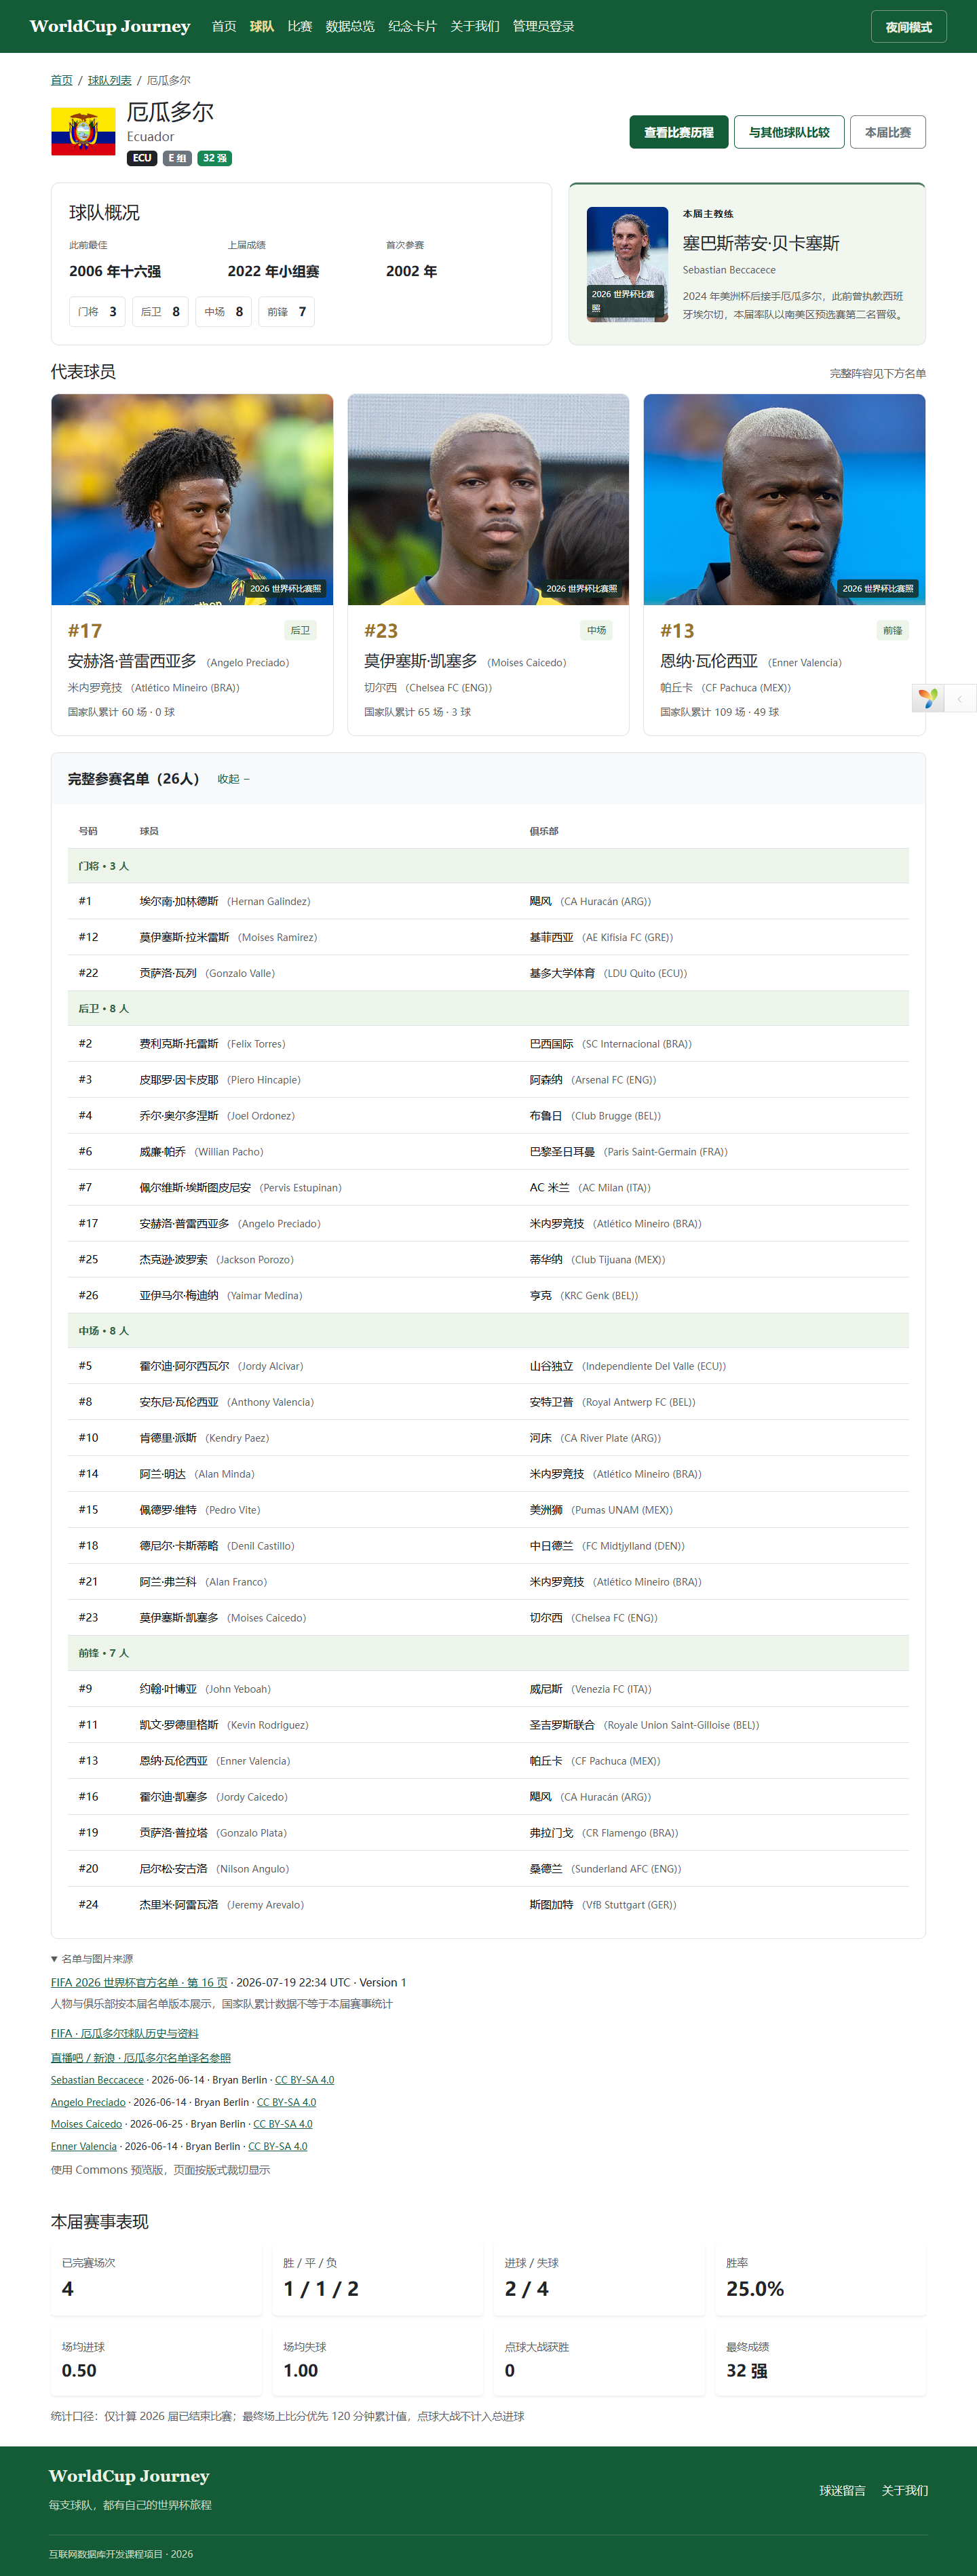 WorldCup Journey 首页 球队 比赛 数据总览 纪念卡片 关于我们 管理员登录 夜间模式
首页 / 球队列表 / 厄瓜多尔
厄瓜多尔
Ecuador
ECU E 组 32 强
查看比赛历程 与其他球队比较 本届比赛
球队概况
此前最佳 上届成绩 首次参赛
2006 年十六强 2022 年小组赛 2002 年
门将 3 后卫 8 中场 8 前锋 7
2026 世界杯比赛
照
本届主教练
塞巴斯蒂安·贝卡塞斯
Sebastian Beccacece
2024 年美洲杯后接手厄瓜多尔，此前曾执教西班
牙埃尔切，本届率队以南美区预选赛第二名晋级。
代表球员 完整阵容见下方名单
2026 世界杯比赛照
#17 后卫
安赫洛·普雷西亚多 （Angelo Preciado）
米内罗竞技 （Atlético Mineiro (BRA)）
国家队累计 60 场 · 0 球
2026 世界杯比赛照
#23 中场
莫伊塞斯·凯塞多 （Moises Caicedo）
切尔西 （Chelsea FC (ENG)）
国家队累计 65 场 · 3 球
2026 世界杯比赛照
#13 前锋
恩纳·瓦伦西亚 （Enner Valencia）
帕丘卡 （CF Pachuca (MEX)）
国家队累计 109 场 · 49 球
完整参赛名单（26人） 收起 −
号码 球员 俱乐部
门将 • 3 人
#1 埃尔南·加林德斯 （Hernan Galindez） 飓风 （CA Huracán (ARG)）
#12 莫伊塞斯·拉米雷斯 （Moises Ramirez） 基菲西亚 （AE Kifisia FC (GRE)）
#22 贡萨洛·瓦列 （Gonzalo Valle） 基多大学体育 （LDU Quito (ECU)）
后卫 • 8 人
#2 费利克斯·托雷斯 （Felix Torres） 巴西国际 （SC Internacional (BRA)）
#3 皮耶罗·因卡皮耶 （Piero Hincapie） 阿森纳 （Arsenal FC (ENG)）
#4 乔尔·奥尔多涅斯 （Joel Ordonez） 布鲁日 （Club Brugge (BEL)）
#6 威廉·帕乔 （Willian Pacho） 巴黎圣日耳曼 （Paris Saint-Germain (FRA)）
#7 佩尔维斯·埃斯图皮尼安 （Pervis Estupinan） AC 米兰 （AC Milan (ITA)）
#17 安赫洛·普雷西亚多 （Angelo Preciado） 米内罗竞技 （Atlético Mineiro (BRA)）
#25 杰克逊·波罗索 （Jackson Porozo） 蒂华纳 （Club Tijuana (MEX)）
#26 亚伊马尔·梅迪纳 （Yaimar Medina） 亨克 （KRC Genk (BEL)）
中场 • 8 人
#5 霍尔迪·阿尔西瓦尔 （Jordy Alcivar） 山谷独立 （Independiente Del Valle (ECU)）
#8 安东尼·瓦伦西亚 （Anthony Valencia） 安特卫普 （Royal Antwerp FC (BEL)）
#10 肯德里·派斯 （Kendry Paez） 河床 （CA River Plate (ARG)）
#14 阿兰·明达 （Alan Minda） 米内罗竞技 （Atlético Mineiro (BRA)）
#15 佩德罗·维特 （Pedro Vite） 美洲狮 （Pumas UNAM (MEX)）
#18 德尼尔·卡斯蒂略 （Denil Castillo） 中日德兰 （FC Midtjylland (DEN)）
#21 阿兰·弗兰科 （Alan Franco） 米内罗竞技 （Atlético Mineiro (BRA)）
#23 莫伊塞斯·凯塞多 （Moises Caicedo） 切尔西 （Chelsea FC (ENG)）
前锋 • 7 人
#9 约翰·叶博亚 （John Yeboah） 威尼斯 （Venezia FC (ITA)）
#11 凯文·罗德里格斯 （Kevin Rodriguez） 圣吉罗斯联合 （Royale Union Saint-Gilloise (BEL)）
#13 恩纳·瓦伦西亚 （Enner Valencia） 帕丘卡 （CF Pachuca (MEX)）
#16 霍尔迪·凯塞多 （Jordy Caicedo） 飓风 （CA Huracán (ARG)）
#19 贡萨洛·普拉塔 （Gonzalo Plata） 弗拉门戈 （CR Flamengo (BRA)）
#20 尼尔松·安古洛 （Nilson Angulo） 桑德兰 （Sunderland AFC (ENG)）
#24 杰里米·阿雷瓦洛 （Jeremy Arevalo） 斯图加特 （VfB Stuttgart (GER)）
▼ 名单与图片来源
FIFA 2026 世界杯官方名单 · 第 16 页 · 2026-07-19 22:34 UTC · Version 1
人物与俱乐部按本届名单版本展示，国家队累计数据不等于本届赛事统计
FIFA · 厄瓜多尔球队历史与资料
直播吧 / 新浪 · 厄瓜多尔名单译名参照
Sebastian Beccacece · 2026-06-14 · Bryan Berlin · CC BY-SA 4.0
Angelo Preciado · 2026-06-14 · Bryan Berlin · CC BY-SA 4.0
Moises Caicedo · 2026-06-25 · Bryan Berlin · CC BY-SA 4.0
Enner Valencia · 2026-06-14 · Bryan Berlin · CC BY-SA 4.0
使用 Commons 预览版，页面按版式裁切显示
本届赛事表现
已完赛场次 胜 / 平 / 负 进球 / 失球 胜率
4 1 / 1 / 2 2 / 4 25.0%
场均进球 场均失球 点球大战获胜 最终成绩
0.50 1.00 0 32 强
统计口径：仅计算 2026 届已结束比赛；最终场上比分优先 120 分钟累计值，点球大战不计入总进球
WorldCup Journey
每支球队，都有自己的世界杯旅程
球迷留言 关于我们
互联网数据库开发课程项目 · 2026